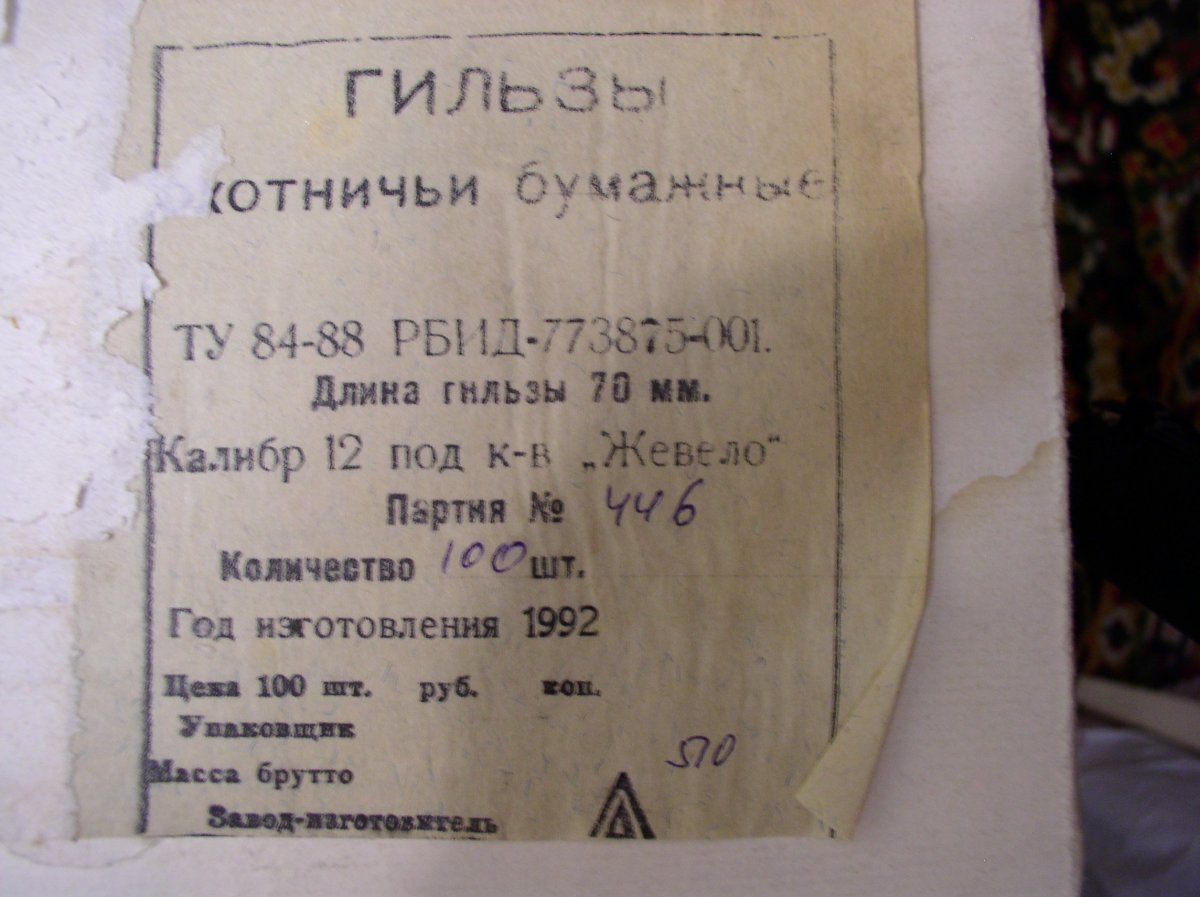 ГИЛЬЗЫ
хотничьи бумажные
ТУ 84-88 РБИД-773875-001.
Длина гильзы 70 мм.
Калибр 12 под к-в „Жевело“
Партия № 446
Количество 100 шт.
Год изготовления 1992
Цена 100 шт. руб. коп.
Упаковщик
Масса брутто
Завод-изготовитель